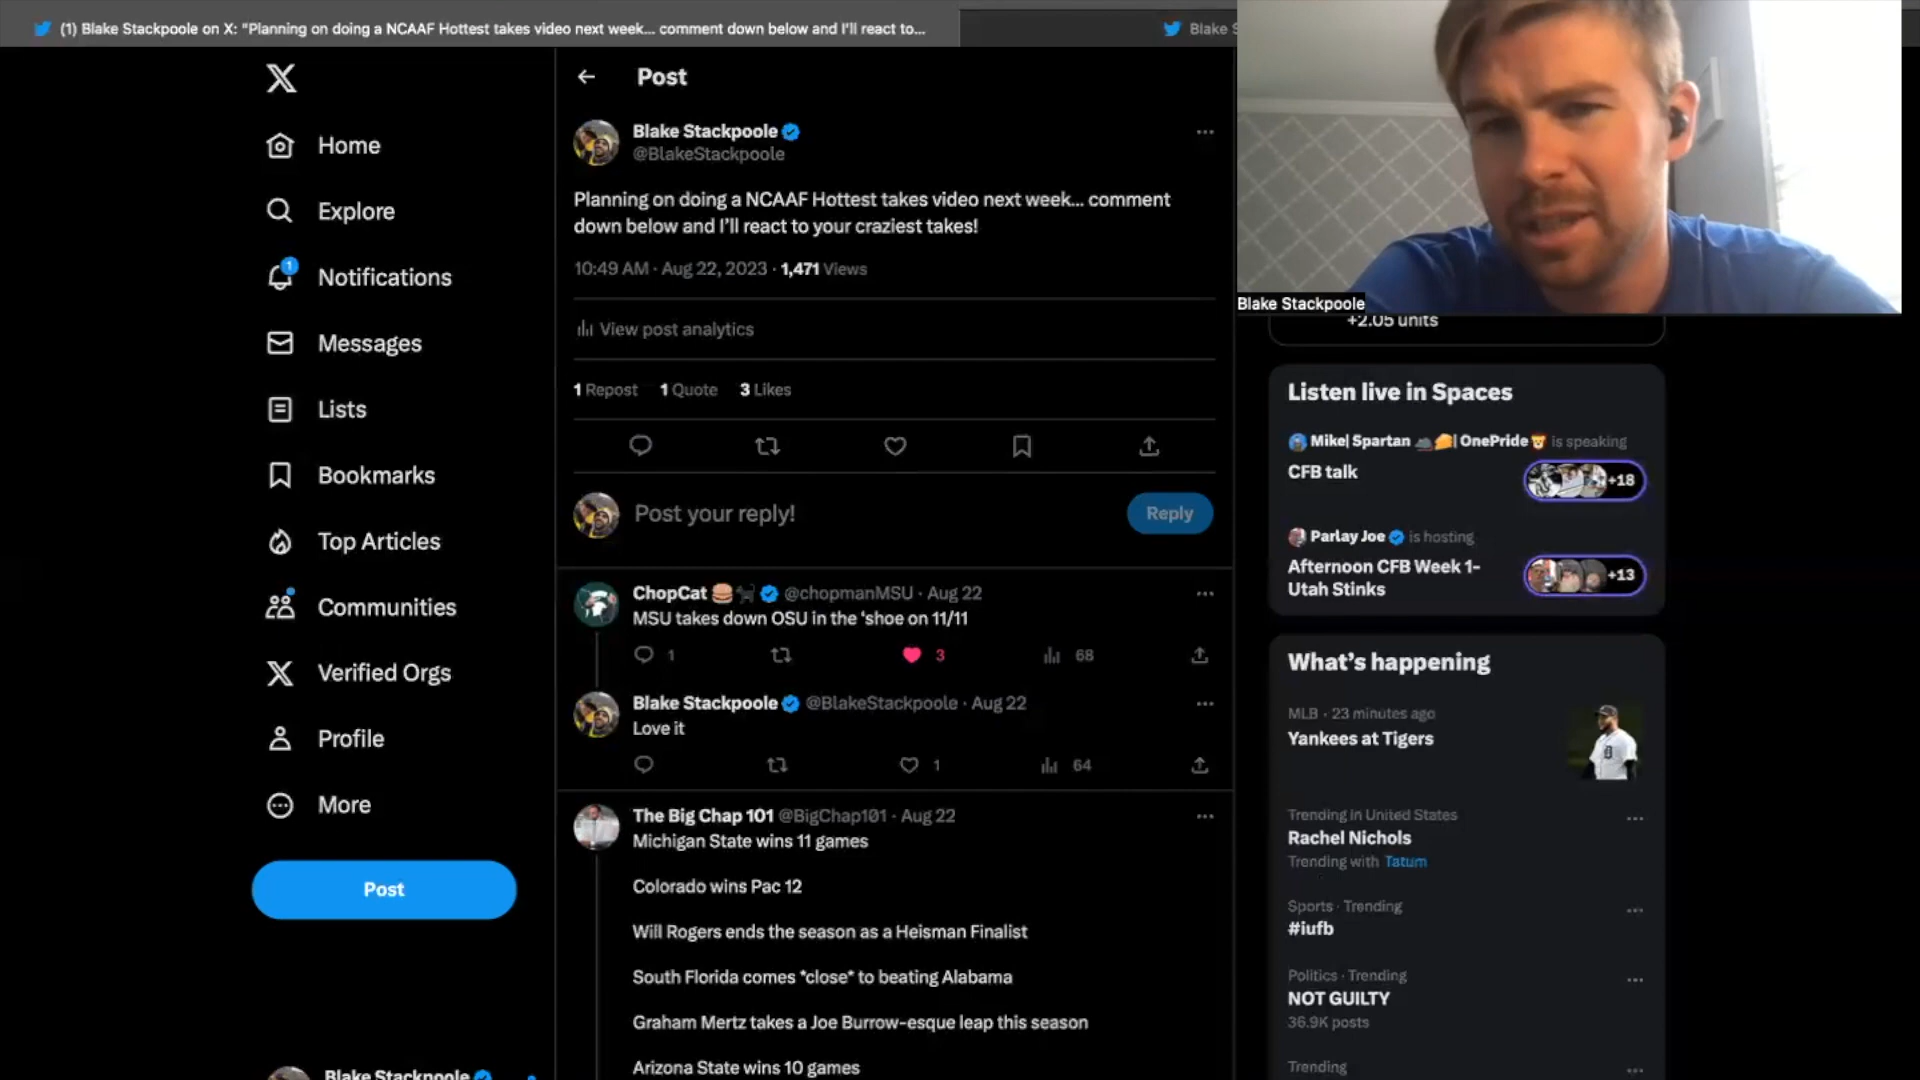 (1) Blake Stackpoole on X: “Planning on doing a NCAAF Hottest takes video next week... comment down below and I'll react to...
Blake S
Home
Explore
1
Notifications
Messages
Lists
Bookmarks
Top Articles
Communities
Verified Orgs
Profile
More
Post
Blake Stackpoole
Post
Blake Stackpoole
@BlakeStackpoole
Planning on doing a NCAAF Hottest takes video next week... comment
down below and I’ll react to your craziest takes!
10:49 AM · Aug 22, 2023 · 1,471 Views
View post analytics
1 Repost 1 Quote 3 Likes
Post your reply!
Reply
ChopCat @chopmanMSU · Aug 22
MSU takes down OSU in the ‘shoe on 11/11
1 3 68
Blake Stackpoole @BlakeStackpoole · Aug 22
Love it
1 64
The Big Chap 101 @BigChap101 · Aug 22
Michigan State wins 11 games
Colorado wins Pac 12
Will Rogers ends the season as a Heisman Finalist
South Florida comes *close* to beating Alabama
Graham Mertz takes a Joe Burrow-esque leap this season
Arizona State wins 10 games
Blake Stackpoole
+2.05 units
Listen live in Spaces
Mike| Spartan | OnePride is speaking
CFB talk
+18
Parlay Joe is hosting
Afternoon CFB Week 1-
Utah Stinks
+13
What’s happening
MLB · 23 minutes ago
Yankees at Tigers
Trending in United States
Rachel Nichols
Trending with Tatum
Sports · Trending
#iufb
Politics · Trending
NOT GUILTY
36.9K posts
Trending